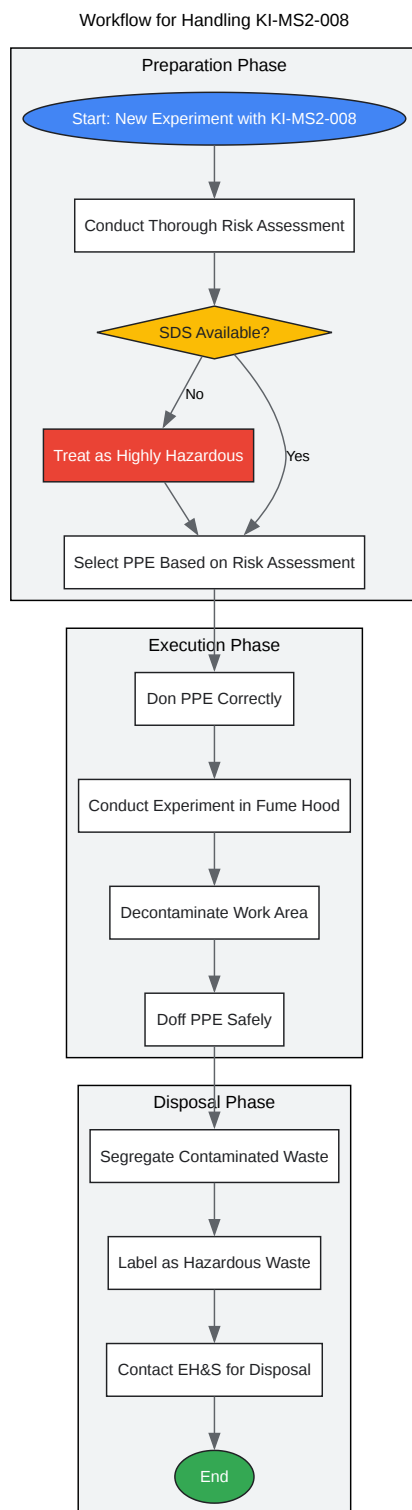 Workflow for Handling KI-MS2-008
Preparation Phase
Start: New Experiment with KI-MS2-008
Conduct Thorough Risk Assessment
SDS Available?
No
Treat as Highly Hazardous
Yes
Select PPE Based on Risk Assessment
Execution Phase
Don PPE Correctly
Conduct Experiment in Fume Hood
Decontaminate Work Area
Doff PPE Safely
Disposal Phase
Segregate Contaminated Waste
Label as Hazardous Waste
Contact EH&S for Disposal
End